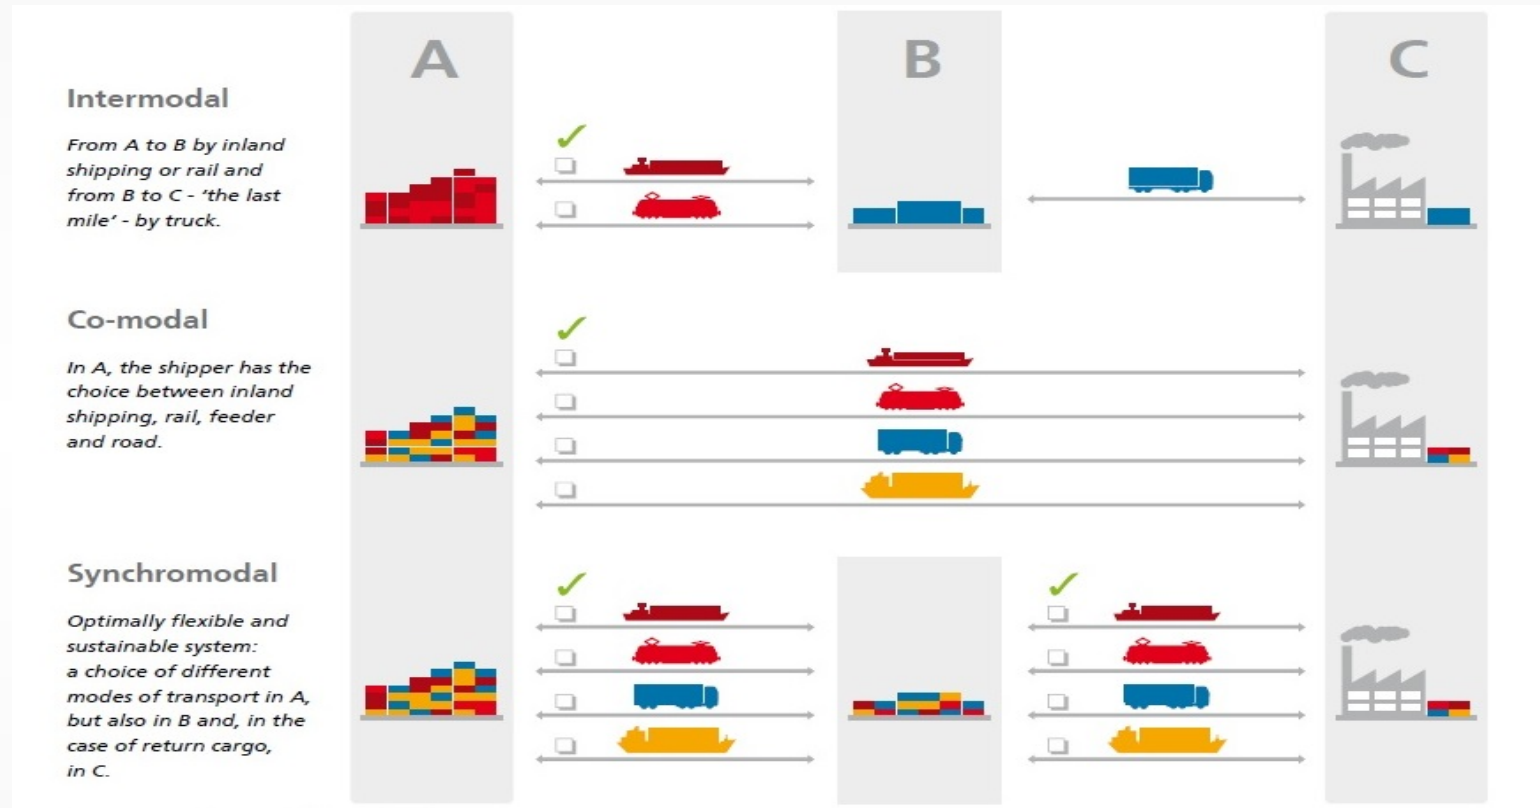 A
B
C
Intermodal
From A to B by inland
shipping or rail and
from B to C - ‘the last
mile’ - by truck.
Co-modal
In A, the shipper has the
choice between inland
shipping, rail, feeder
and road.
Synchromodal
Optimally flexible and
sustainable system:
a choice of different
modes of transport in A,
but also in B and, in the
case of return cargo,
in C.